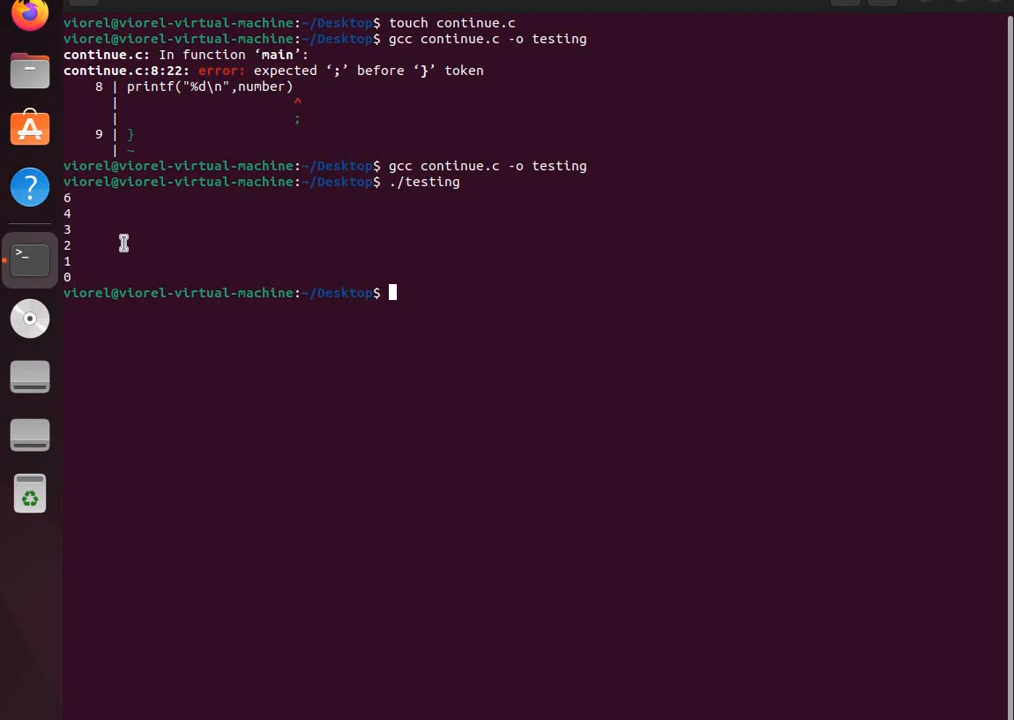 viorel@viorel-virtual-machine:~/Desktop$ touch continue.c
viorel@viorel-virtual-machine:~/Desktop$ gcc continue.c -o testing
continue.c: In function ‘main’:
continue.c:8:22: error: expected ‘;’ before ‘}’ token
    8 | printf("%d\n",number)
      |                      ^
      |                      ;
    9 | }
      | ~
viorel@viorel-virtual-machine:~/Desktop$ gcc continue.c -o testing
viorel@viorel-virtual-machine:~/Desktop$ ./testing
6
4
3
2
1
0
viorel@viorel-virtual-machine:~/Desktop$